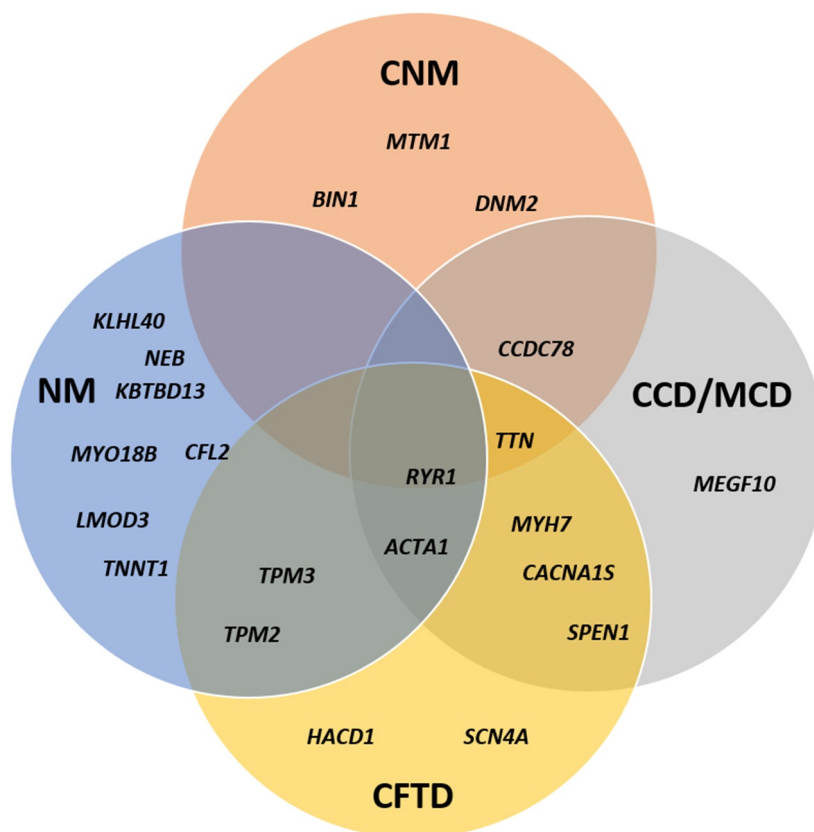 CNM
MTM1
BIN1
DNM2
KLHL40
CCDC78
NEB
NM
KBTBD13
CCD/MCD
TTN
MYO18B
CFL2
RYR1
MEGF10
LMOD3
MYH7
ACTA1
TNNT1
TPM3
CACNA1S
TPM2
SPEN1
HACD1
SCN4A
CFTD